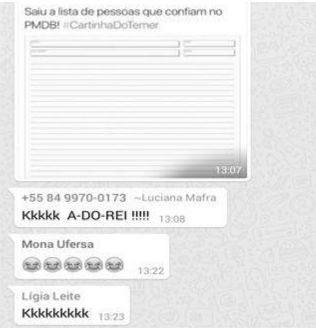 Saiu a lista de pessoas que confiam no
PMDB! #CartinhaDoTemer
13:07
+55 84 9970-0173 ~Luciana Mafra
Kkkkk A-DO-REI !!!!! 13:08
Mona Ufersa
13:22
Lígia Leite
Kkkkkkkkk 13:23